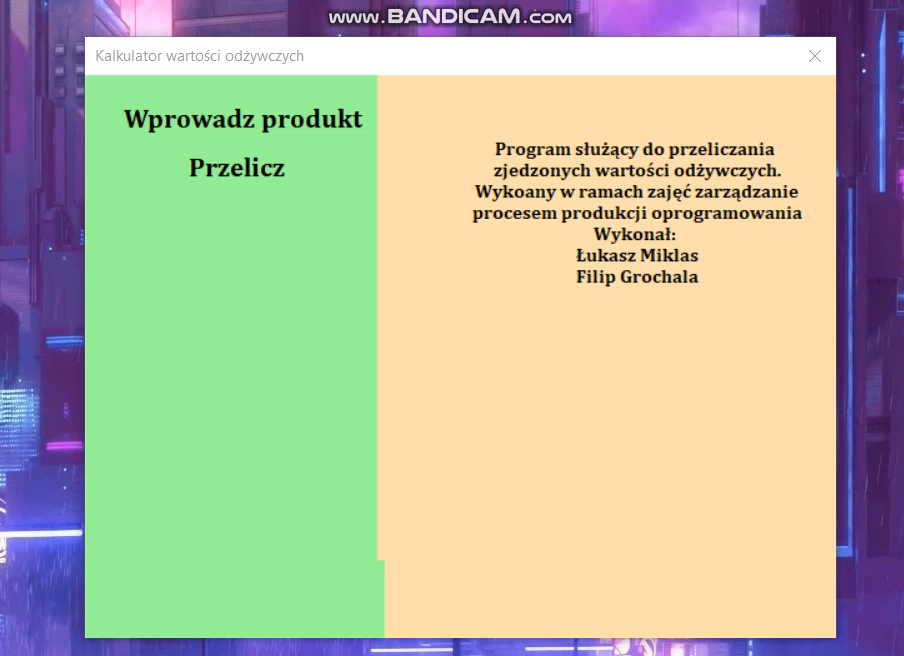 www.BANDICAM.com
Kalkulator wartości odżywczych
Wprowadz produkt
Przelicz
Program służący do przeliczania
zjedzonych wartości odżywczych.
Wykoany w ramach zajęć zarządzanie
procesem produkcji oprogramowania
Wykonał:
Łukasz Miklas
Filip Grochala